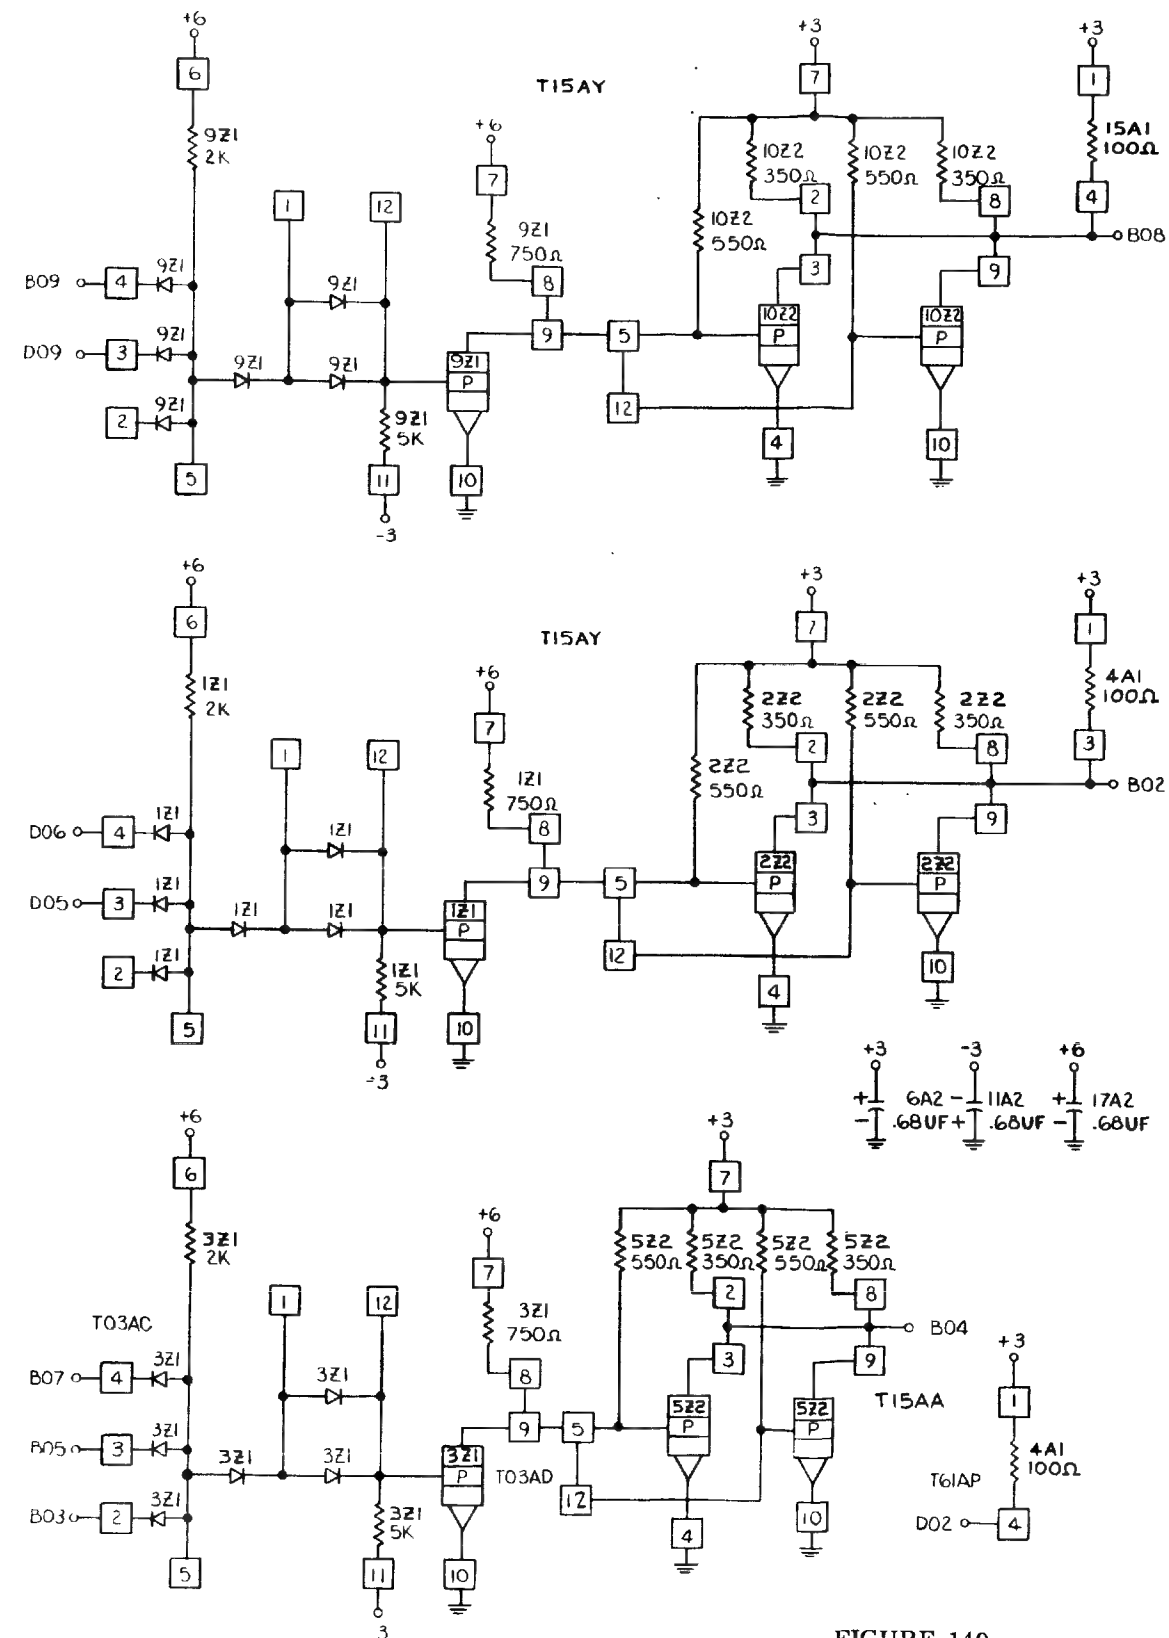 +6
+3
+3
6
T15AY
7
1
9Z1
2K
+6
7
10Z2
350Ω
10Z2
550Ω
10Z2
350Ω
15A1
100Ω
1
12
2
8
4
9Z1
750Ω
10Z2
550Ω
B08
B09
4
9Z1
9Z1
8
3
9
D09
3
9Z1
9
5
10Z2
P
10Z2
P
9Z1
9Z1
9Z1
P
2
9Z1
9Z1
5K
12
4
10
5
11
10
-3
+6
+3
+3
6
T15AY
7
1
1Z1
2K
+6
7
2Z2
350Ω
2Z2
550Ω
2Z2
350Ω
4A1
100Ω
1
12
2
8
3
1Z1
750Ω
2Z2
550Ω
B02
D06
4
1Z1
1Z1
8
3
9
D05
3
1Z1
9
5
2Z2
P
2Z2
P
1Z1
1Z1
1Z1
P
2
1Z1
1Z1
5K
12
4
10
5
11
10
-3
+3
-3
+6
+ 6A2 - 11A2 + 17A2
- .68UF + .68UF - .68UF
+6
+3
6
7
3Z1
2K
+6
7
5Z2
550Ω
5Z2
350Ω
5Z2
550Ω
5Z2
350Ω
1
12
2
8
T03AC
3Z1
750Ω
B04
+3
B07
4
3Z1
3Z1
8
3
9
T15AA
1
B05
3
3Z1
9
5
5Z2
P
5Z2
P
4A1
100Ω
3Z1
3Z1
3Z1
P
T03AD
T61AP
B03
2
3Z1
3Z1
5K
12
4
10
D02
4
5
11
10
3
FIGURE 140